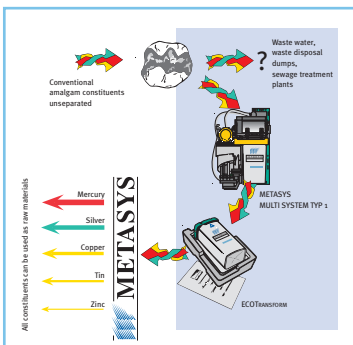 Conventional
amalgam constituents
unseparated
?
Waste water,
waste disposal
dumps,
sewage treatment
plants
METASYS
MULTI SYSTEM TYP 1
ECOTRANSFORM
METASYS
All constituents can be used as raw materials
Mercury
Silver
Copper
Tin
Zinc